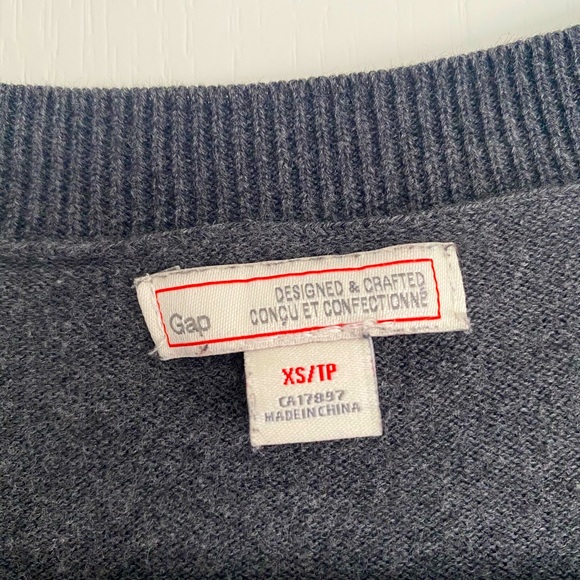 Gap
DESIGNED & CRAFTED
CONÇU ET CONFECTIONNÉ
XS/TP
CA17897
MADE IN CHINA